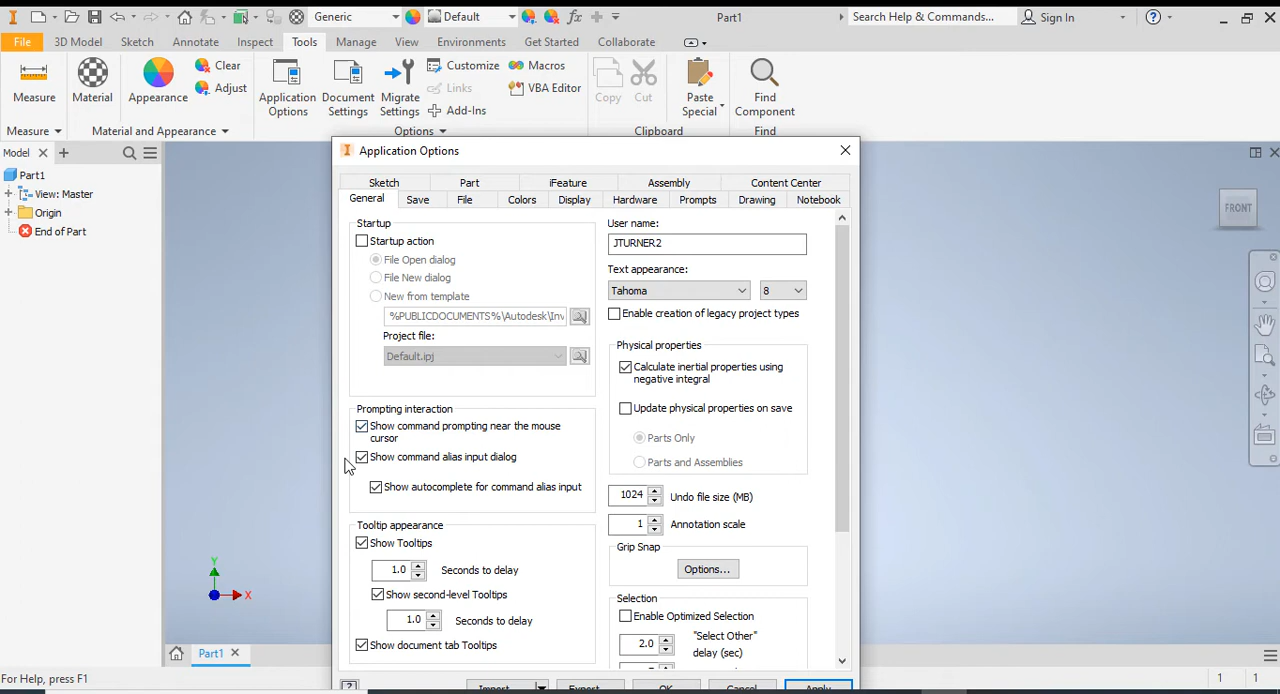 Generic
Default
fx
Part1
Search Help & Commands...
Sign In
File
3D Model
Sketch
Annotate
Inspect
Tools
Manage
View
Environments
Get Started
Collaborate
Measure
Material
Appearance
Clear
Adjust
Application
Options
Document
Settings
Migrate
Settings
Customize
Links
Add-Ins
Macros
VBA Editor
Copy
Cut
Paste
Special
Find
Component
Measure
Material and Appearance
Options
Clipboard
Find
Model
Part1
View: Master
Origin
End of Part
FRONT
Application Options
Sketch
Part
iFeature
Assembly
Content Center
General
Save
File
Colors
Display
Hardware
Prompts
Drawing
Notebook
Startup
Startup action
File Open dialog
File New dialog
New from template
%PUBLICDOCUMENTS%\Autodesk\Inv
Project file:
Default.ipj
Prompting interaction
Show command prompting near the mouse
cursor
Show command alias input dialog
Show autocomplete for command alias input
Tooltip appearance
Show Tooltips
1.0 Seconds to delay
Show second-level Tooltips
1.0 Seconds to delay
Show document tab Tooltips
User name:
JTURNER2
Text appearance:
Tahoma 8
Enable creation of legacy project types
Physical properties
Calculate inertial properties using
negative integral
Update physical properties on save
Parts Only
Parts and Assemblies
1024 Undo file size (MB)
1 Annotation scale
Grip Snap
Options...
Selection
Enable Optimized Selection
2.0 "Select Other"
delay (sec)
Import...
Export...
OK
Cancel
Apply
Y
X
Part1
For Help, press F1
1 1